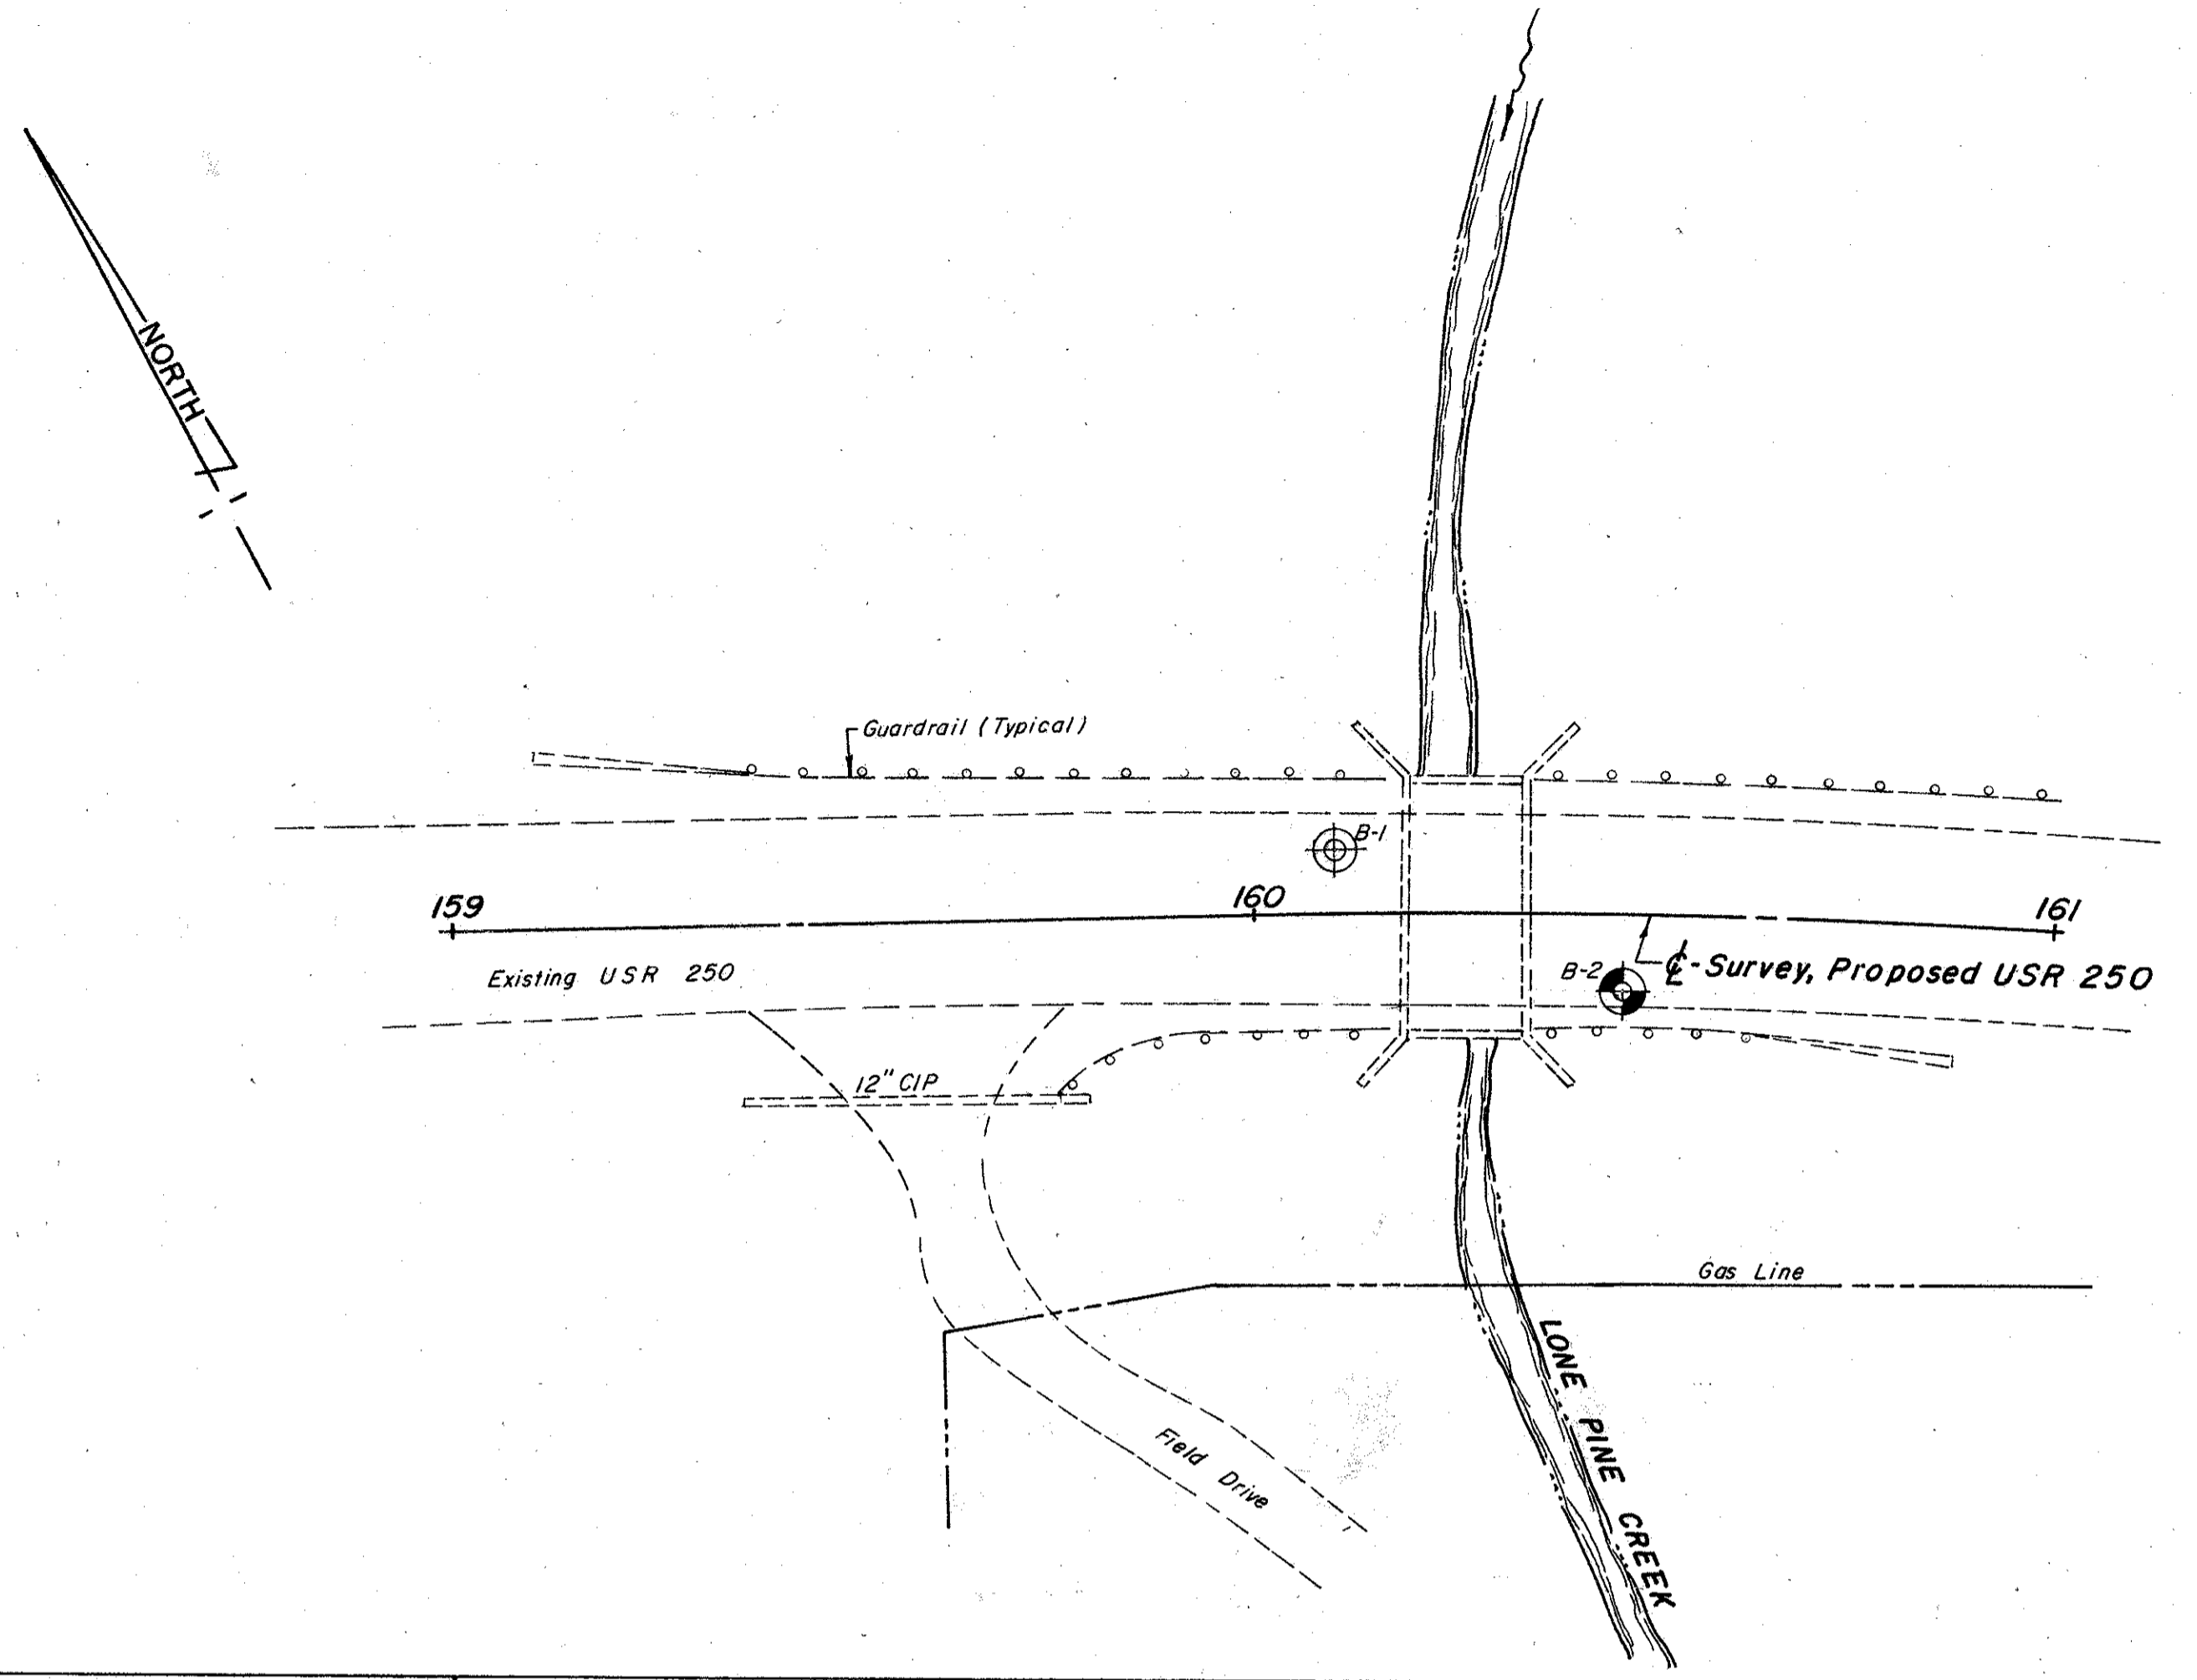 NORTH
Guardrail (Typical)
B-1
159
160
161
Existing USR 250
B-2
℄-Survey, Proposed USR 250
12" CIP
Gas Line
LONE PINE CREEK
Field Drive